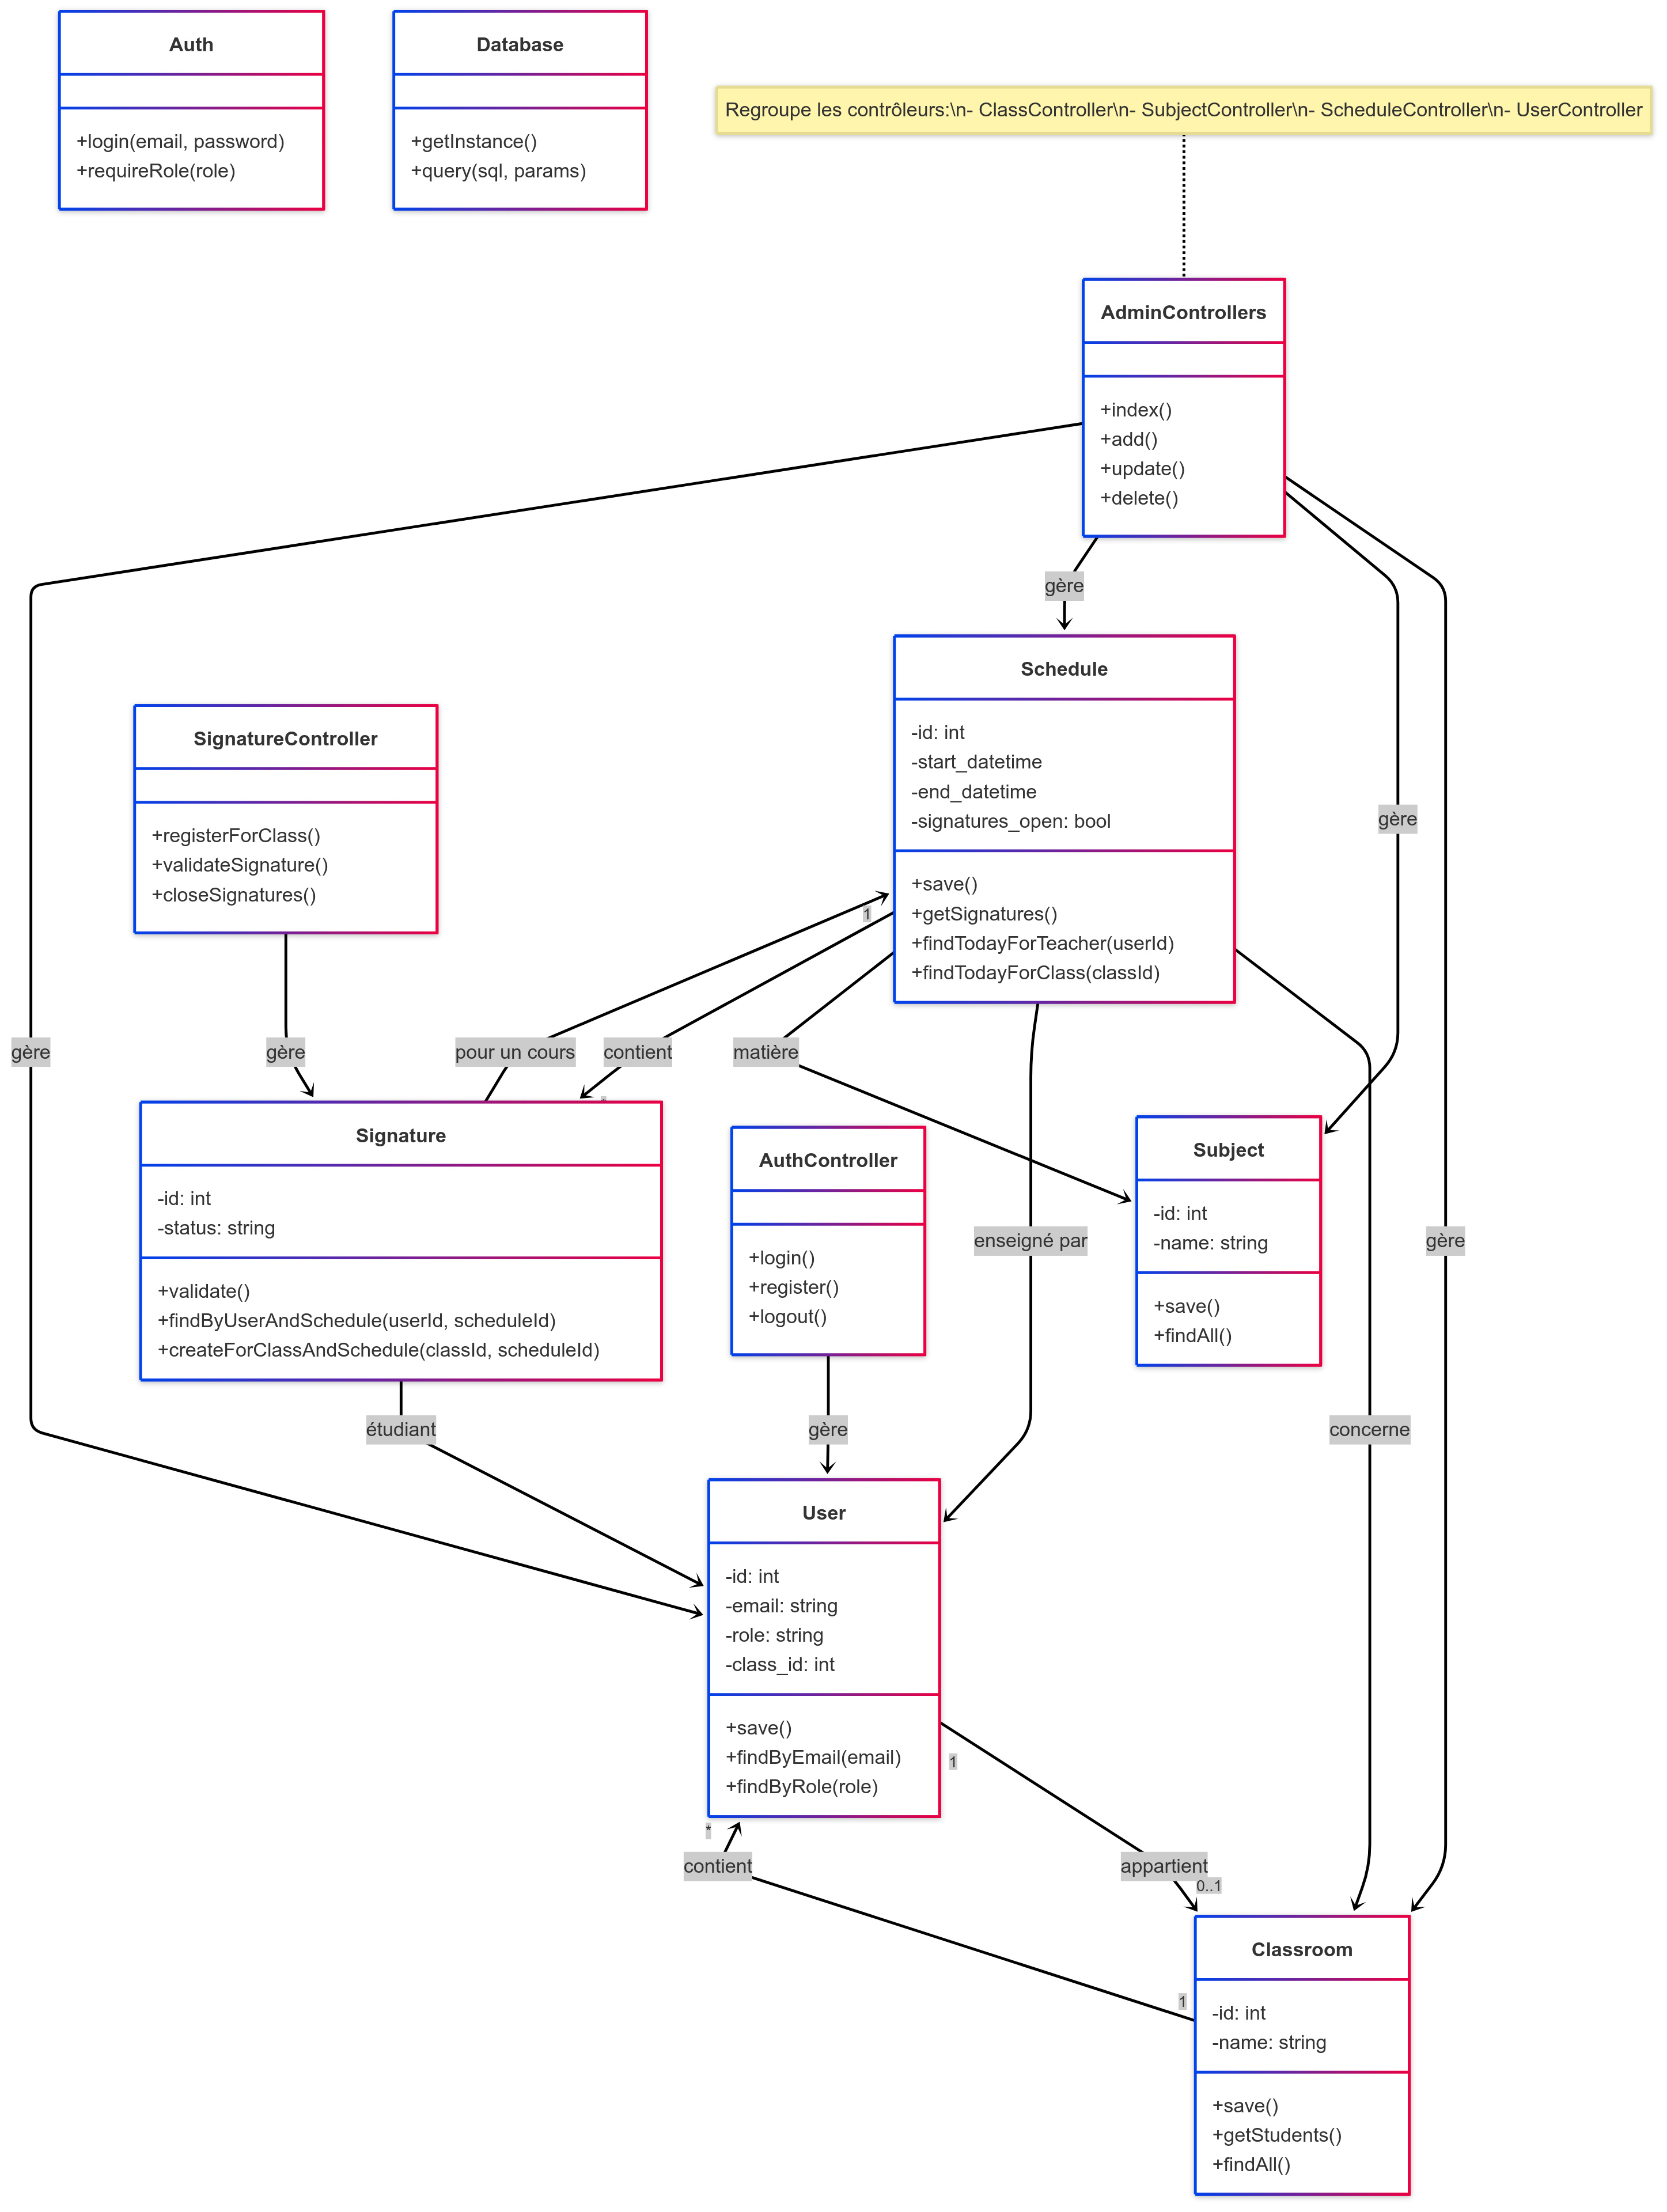 Auth
+login(email, password)
+requireRole(role)
Database
+getInstance()
+query(sql, params)
Regroupe les contrôleurs:\n- ClassController\n- SubjectController\n- ScheduleController\n- UserController
AdminControllers
+index()
+add()
+update()
+delete()
gère
Schedule
-id: int
-start_datetime
-end_datetime
-signatures_open: bool
+save()
+getSignatures()
+findTodayForTeacher(userId)
+findTodayForClass(classId)
SignatureController
+registerForClass()
+validateSignature()
+closeSignatures()
gère
1
gère
gère
pour un cours
contient
matière
*
Signature
-id: int
-status: string
+validate()
+findByUserAndSchedule(userId, scheduleId)
+createForClassAndSchedule(classId, scheduleId)
AuthController
+login()
+register()
+logout()
enseigné par
Subject
-id: int
-name: string
+save()
+findAll()
gère
étudiant
gère
concerne
User
-id: int
-email: string
-role: string
-class_id: int
+save()
+findByEmail(email)
+findByRole(role)
1
*
contient
appartient
0..1
1
Classroom
-id: int
-name: string
+save()
+getStudents()
+findAll()